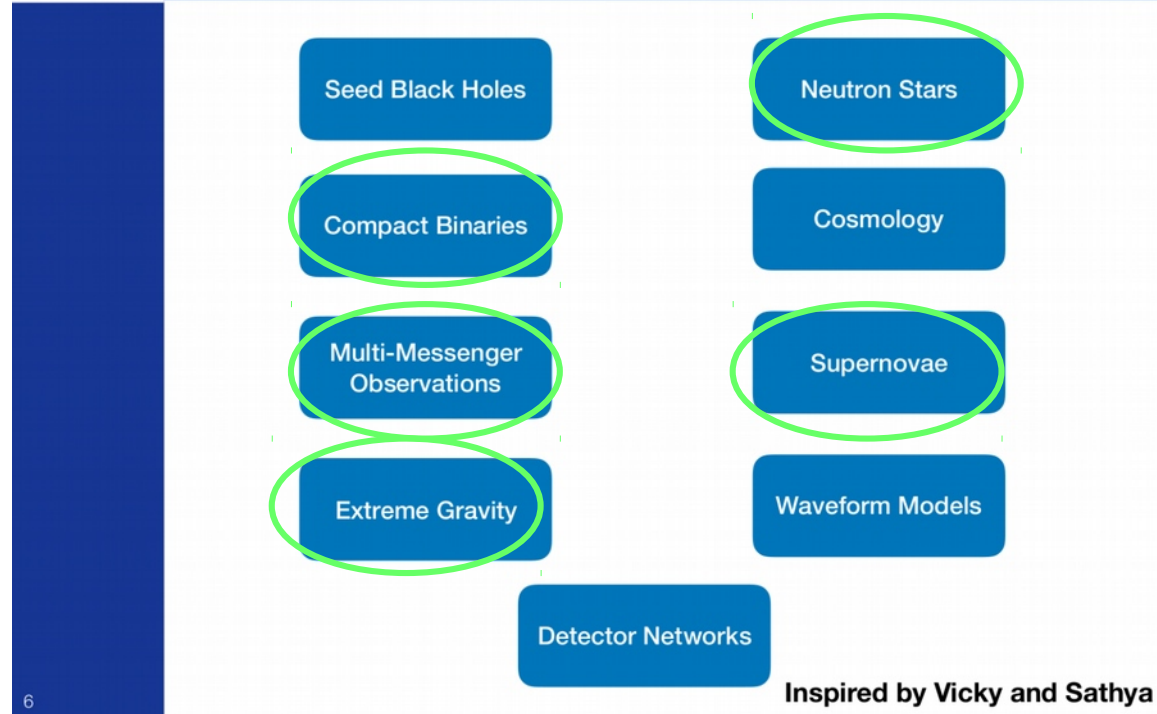 Seed Black Holes
Neutron Stars
Compact Binaries
Cosmology
Multi-Messenger
Observations
Supernovae
Extreme Gravity
Waveform Models
Detector Networks
6
Inspired by Vicky and Sathya